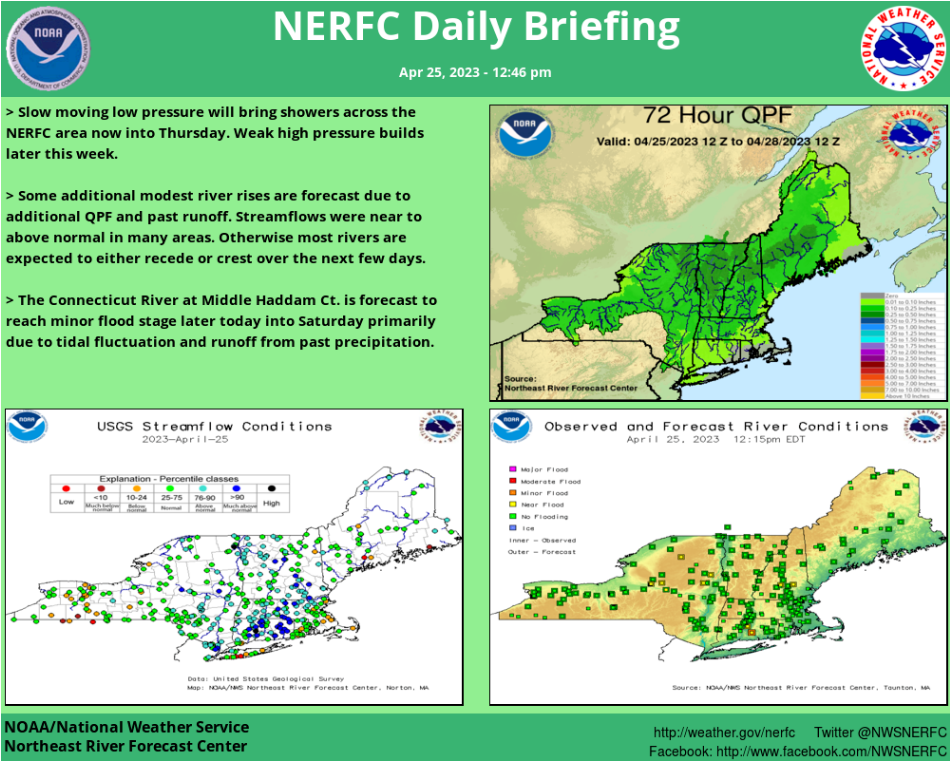 NERFC Daily Briefing
Apr 25, 2023 - 12:46 pm
NOAA
NATIONAL WEATHER SERVICE
> Slow moving low pressure will bring showers across the
NERFC area now into Thursday. Weak high pressure builds
later this week.
> Some additional modest river rises are forecast due to
additional QPF and past runoff. Streamflows were near to
above normal in many areas. Otherwise most rivers are
expected to either recede or crest over the next few days.
> The Connecticut River at Middle Haddam Ct. is forecast to
reach minor flood stage later today into Saturday primarily
due to tidal fluctuation and runoff from past precipitation.
72 Hour QPF
Valid: 04/25/2023 12 Z to 04/28/2023 12 Z
NOAA
Zero
0.01 to 0.10 Inches
0.10 to 0.25 Inches
0.25 to 0.50 Inches
0.50 to 0.75 Inches
0.75 to 1.00 Inches
1.00 to 1.25 Inches
1.25 to 1.50 Inches
1.50 to 1.75 Inches
1.75 to 2.00 Inches
2.00 to 2.50 Inches
2.50 to 3.00 Inches
3.00 to 4.00 Inches
4.00 to 5.00 Inches
5.00 to 7.00 Inches
7.00 to 10.00 Inches
Above 10 Inches
Source:
Northeast River Forecast Center
NOAA
USGS Streamflow Conditions
2023-April-25
Explanation - Percentile classes
Low
<10
10-24
25-75
76-90
>90
High
Much below normal
Below normal
Normal
Above normal
Much above normal
Data: United States Geological Survey
Map: NOAA/NWS Northeast River Forecast Center, Norton, MA
NOAA
Observed and Forecast River Conditions
April 25, 2023 12:15pm EDT
Major Flood
Moderate Flood
Minor Flood
Near Flood
No Flooding
Ice
Inner - Observed
Outer - Forecast
Source: NOAA/NWS Northeast River Forecast Center, Taunton, MA
NOAA/National Weather Service
Northeast River Forecast Center
http://weather.gov/nerfc Twitter @NWSNERFC
Facebook: http://www.facebook.com/NWSNERFC